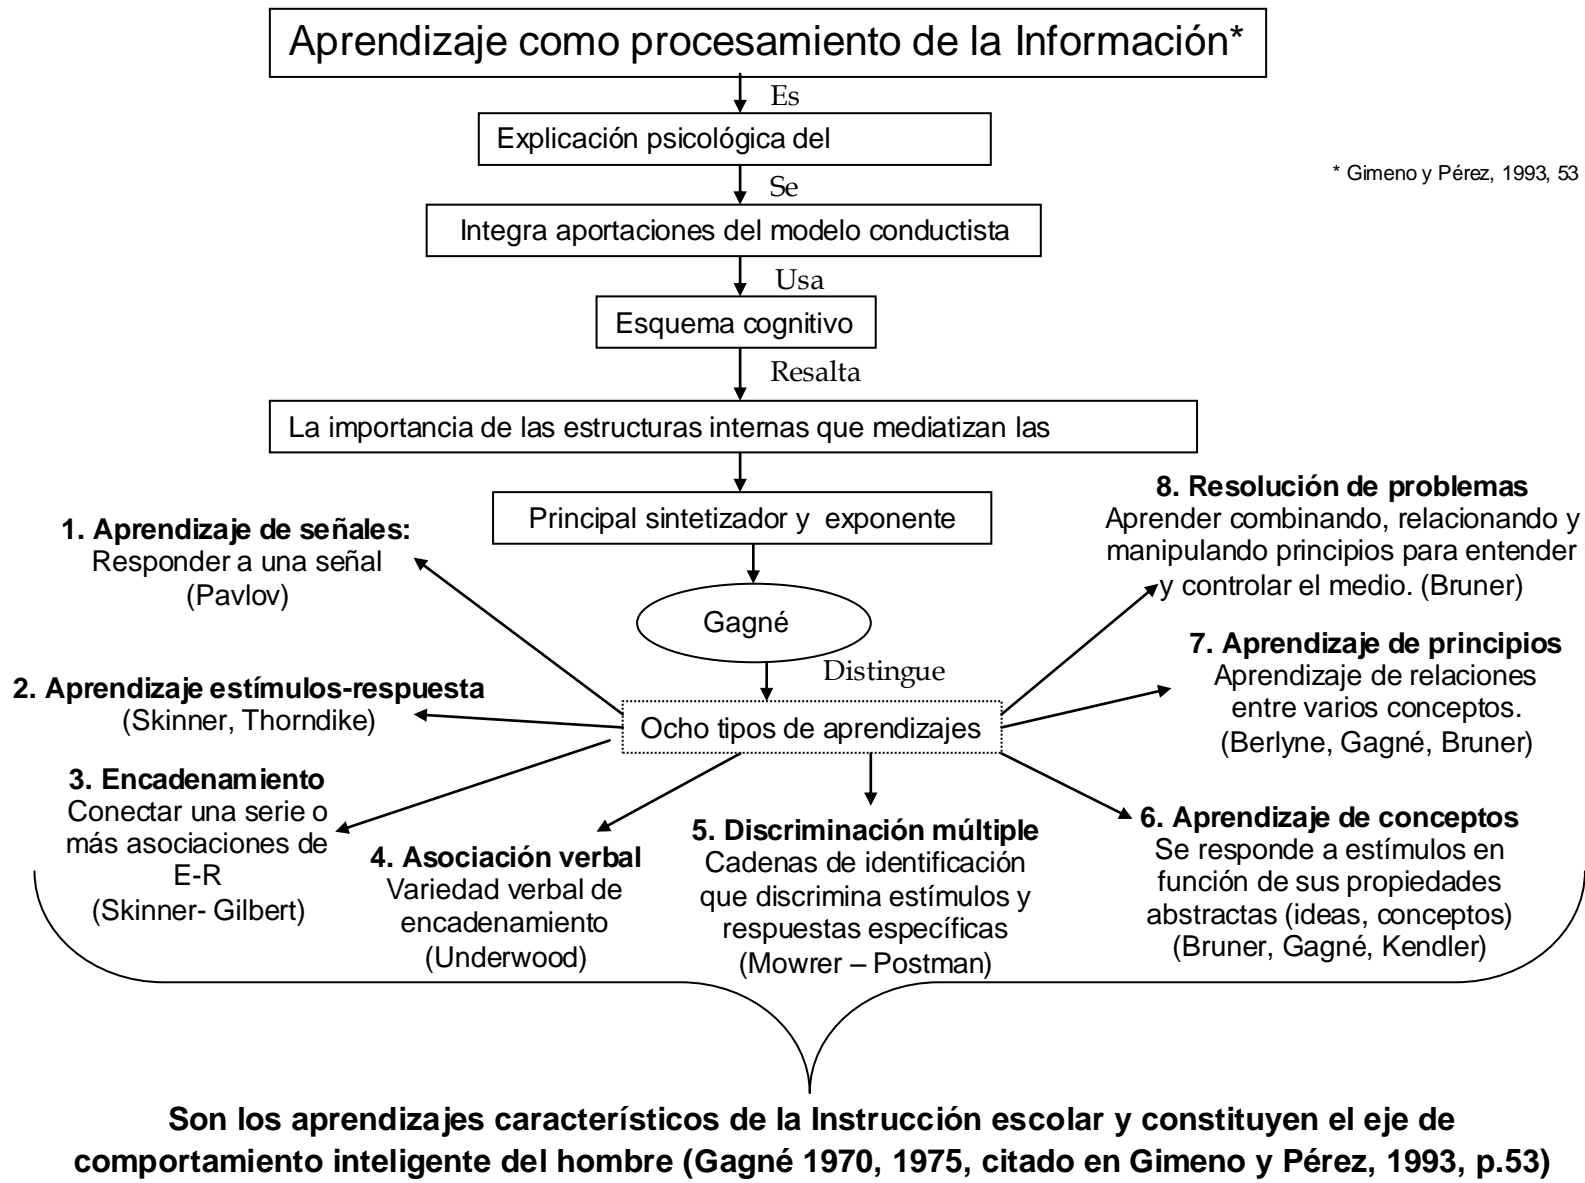 Aprendizaje como procesamiento de la Información*
Es
Explicación psicológica del
* Gimeno y Pérez, 1993, 53
Se
Integra aportaciones del modelo conductista
Usa
Esquema cognitivo
Resalta
La importancia de las estructuras internas que mediatizan las
Principal sintetizador y exponente
Gagné
Distingue
Ocho tipos de aprendizajes
1. Aprendizaje de señales:
Responder a una señal
(Pavlov)
2. Aprendizaje estímulos-respuesta
(Skinner, Thorndike)
3. Encadenamiento
Conectar una serie o
más asociaciones de
E-R
(Skinner- Gilbert)
4. Asociación verbal
Variedad verbal de
encadenamiento
(Underwood)
5. Discriminación múltiple
Cadenas de identificación
que discrimina estímulos y
respuestas específicas
(Mowrer – Postman)
6. Aprendizaje de conceptos
Se responde a estímulos en
función de sus propiedades
abstractas (ideas, conceptos)
(Bruner, Gagné, Kendler)
7. Aprendizaje de principios
Aprendizaje de relaciones
entre varios conceptos.
(Berlyne, Gagné, Bruner)
8. Resolución de problemas
Aprender combinando, relacionando y
manipulando principios para entender
y controlar el medio. (Bruner)
Son los aprendizajes característicos de la Instrucción escolar y constituyen el eje de
comportamiento inteligente del hombre (Gagné 1970, 1975, citado en Gimeno y Pérez, 1993, p.53)